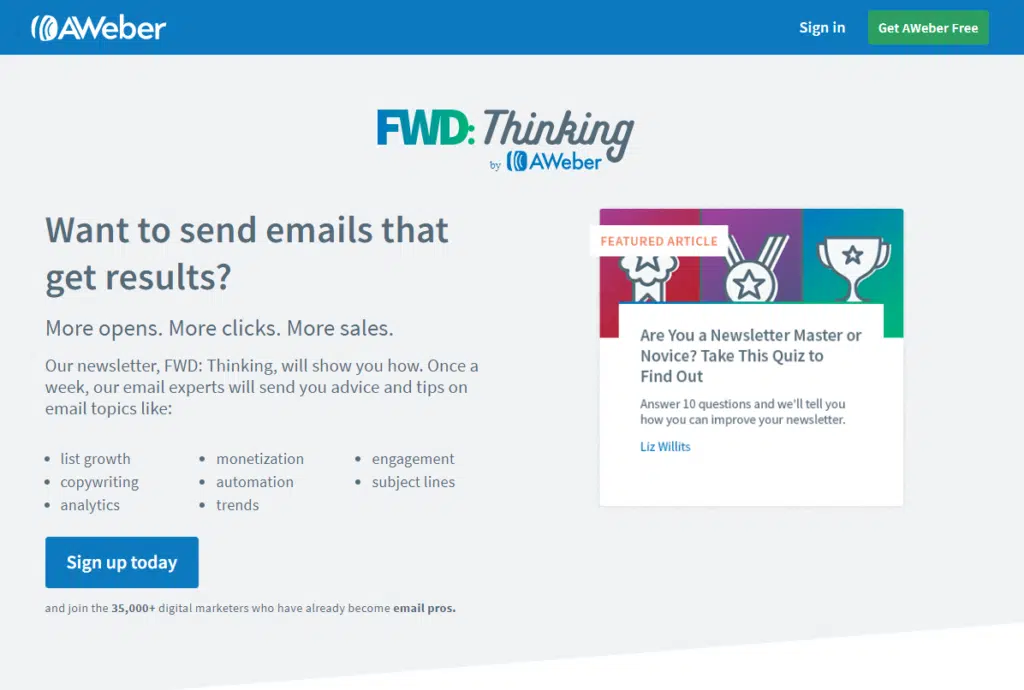 AWeber
Sign in
Get AWeber Free
FWD: Thinking
by AWeber
Want to send emails that
get results?
More opens. More clicks. More sales.
Our newsletter, FWD: Thinking, will show you how. Once a
week, our email experts will send you advice and tips on
email topics like:
list growth
copywriting
analytics
monetization
automation
trends
engagement
subject lines
Sign up today
and join the 35,000+ digital marketers who have already become email pros.
FEATURED ARTICLE
Are You a Newsletter Master or
Novice? Take This Quiz to
Find Out
Answer 10 questions and we'll tell you
how you can improve your newsletter.
Liz Willits